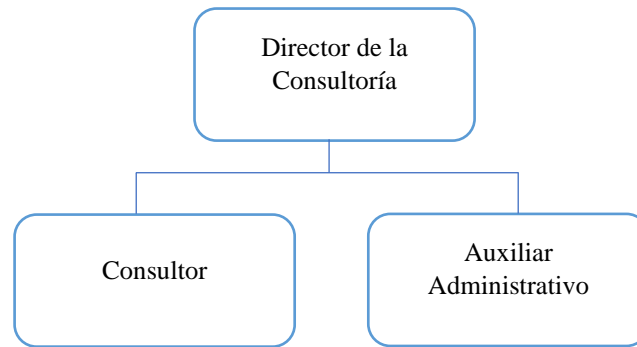 Director de la
Consultoría
Consultor
Auxiliar
Administrativo